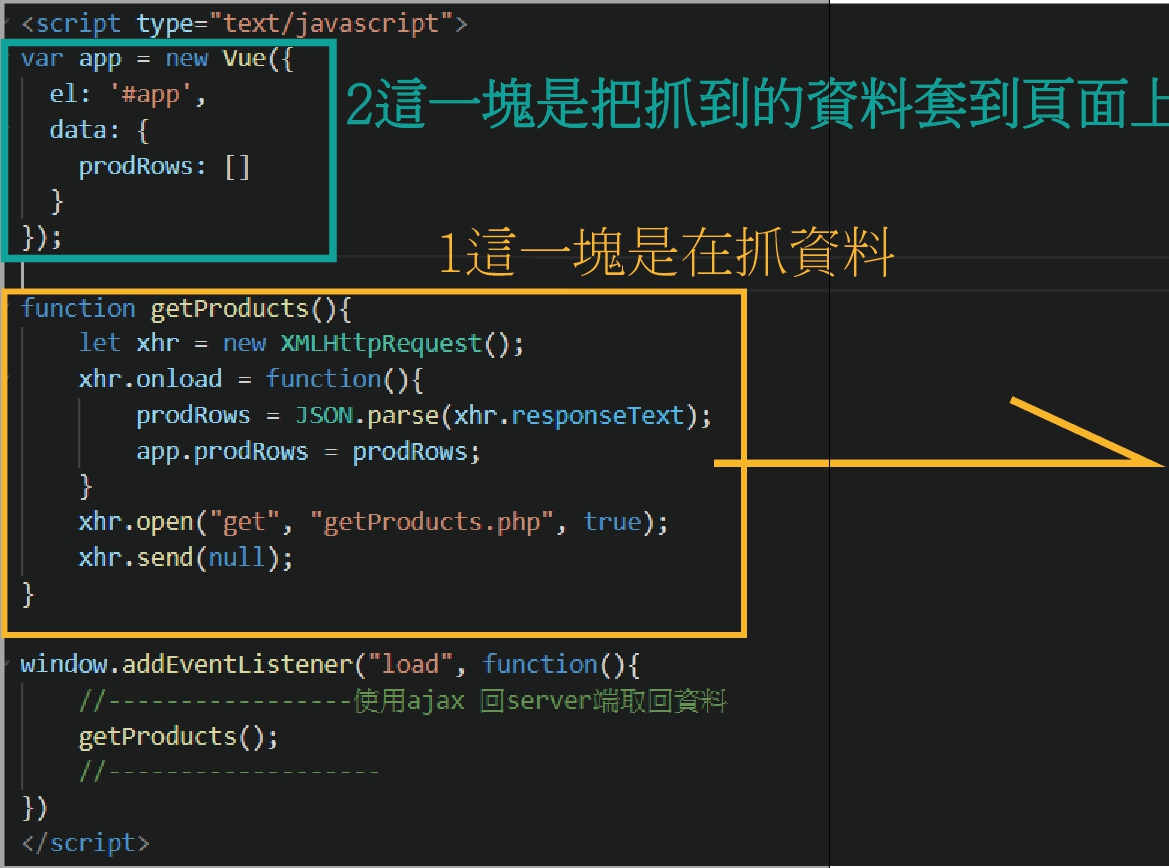 <script type="text/javascript">
var app = new Vue({
el: '#app',
2這一塊是把抓到的資料套到頁面上
data: {
prodRows: []
}
});
1這一塊是在抓資料
function getProducts(){
let xhr = new XMLHttpRequest();
xhr.onload = function(){
prodRows = JSON.parse(xhr.responseText);
app.prodRows = prodRows;
}
xhr.open("get", "getProducts.php", true);
xhr.send(null);
}
window.addEventListener("load", function(){
//-----------------使用ajax 回server端取回資料
getProducts();
//-------------------
})
</script>